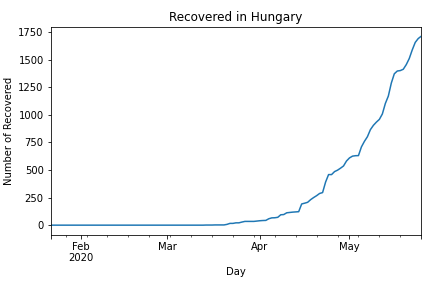 Recovered in Hungary
Number of Recovered
1750
1500
1250
1000
750
500
250
0
Feb
2020
Mar
Apr
May
Day